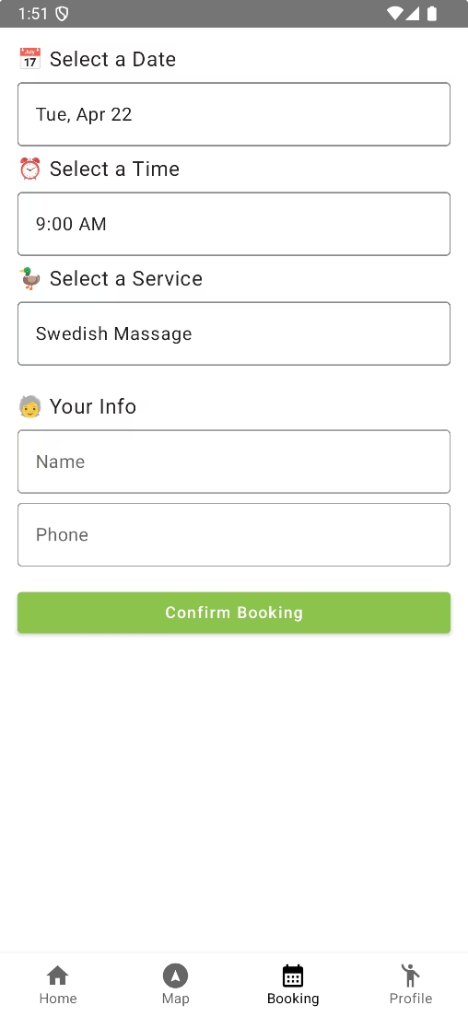 1:51
📅 Select a Date
Tue, Apr 22
⏰ Select a Time
9:00 AM
🦆 Select a Service
Swedish Massage
🧓 Your Info
Name
Phone
Confirm Booking
Home Map Booking Profile